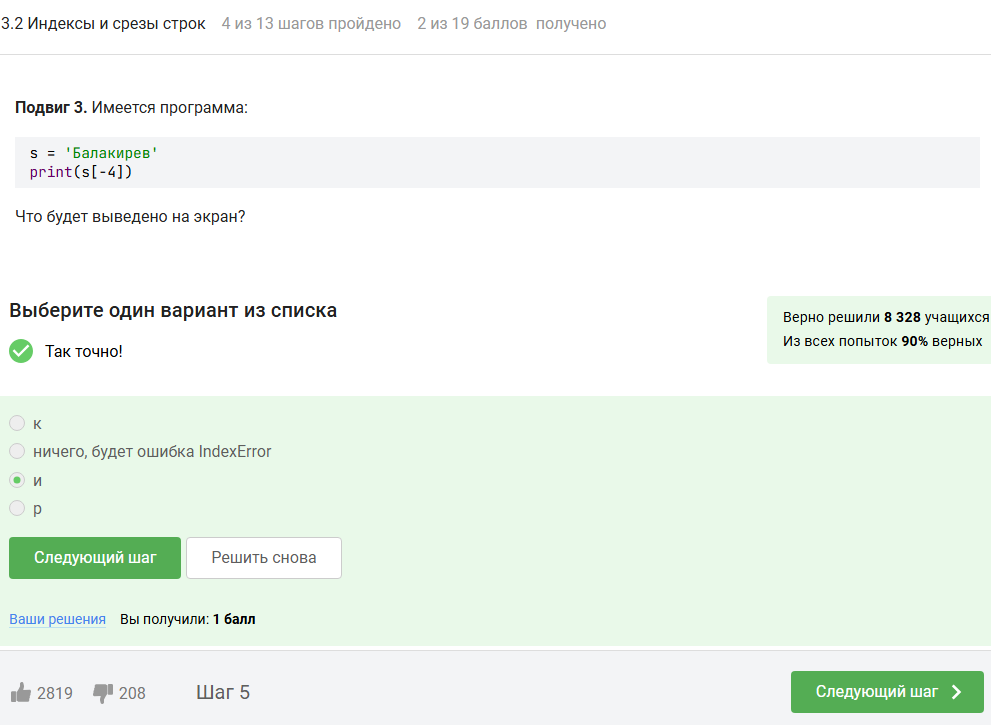 3.2 Индексы и срезы строк 4 из 13 шагов пройдено 2 из 19 баллов получено
Подвиг 3. Имеется программа:
s = 'Балакирев'
print(s[-4])
Что будет выведено на экран?
Выберите один вариант из списка
Так точно!
Верно решили 8 328 учащихся
Из всех попыток 90% верных
к
ничего, будет ошибка IndexError
и
р
Следующий шаг Решить снова
Ваши решения Вы получили: 1 балл
2819 208 Шаг 5 Следующий шаг